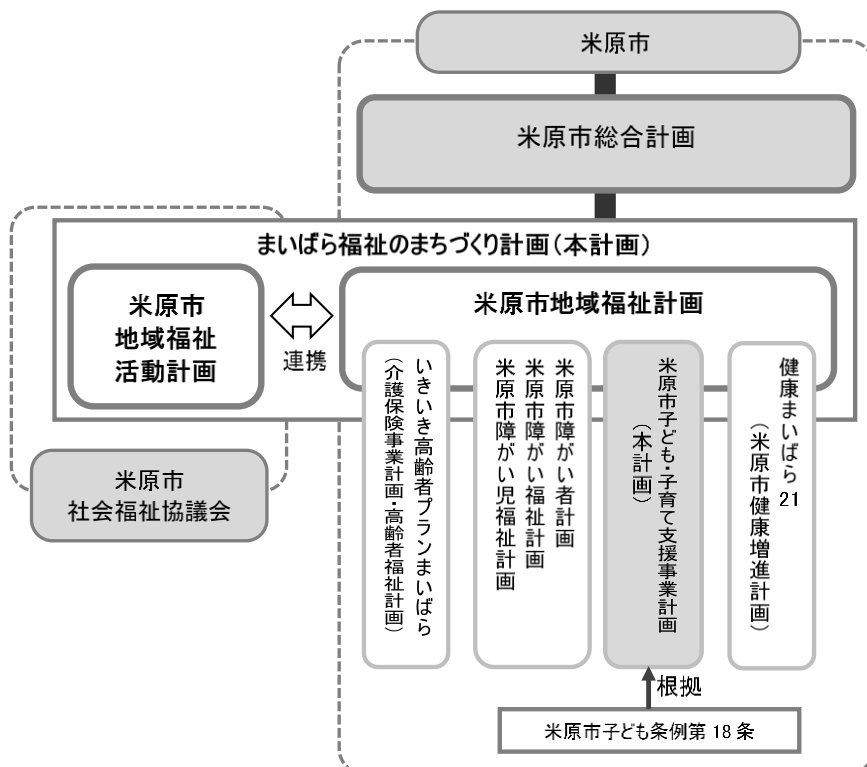 米原市
米原市総合計画
まいばら福祉のまちづくり計画（本計画）
米原市
地域福祉
活動計画
連携
米原市地域福祉計画
いきいき高齢者プランまいばら
（介護保険事業計画・高齢者福祉計画）
米原市障がい者計画
米原市障がい福祉計画
米原市障がい児福祉計画
米原市子ども・子育て支援事業計画
（本計画）
健康まいばら21
（米原市健康増進計画）
米原市
社会福祉協議会
根拠
米原市子ども条例第18条